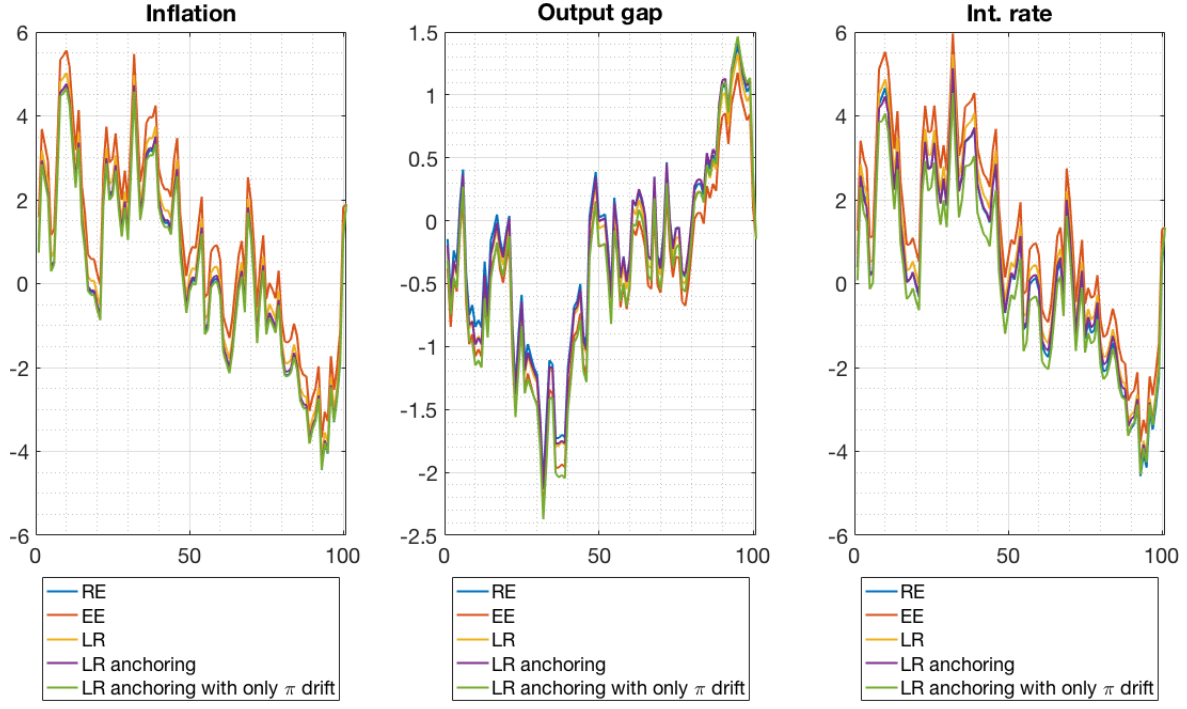 Inflation
6
4
2
0
-2
-4
-6
0
50
100
RE
EE
LR
LR anchoring
LR anchoring with only π drift
Output gap
1.5
1
0.5
0
-0.5
-1
-1.5
-2
-2.5
0
50
100
RE
EE
LR
LR anchoring
LR anchoring with only π drift
Int. rate
6
4
2
0
-2
-4
-6
0
50
100
RE
EE
LR
LR anchoring
LR anchoring with only π drift